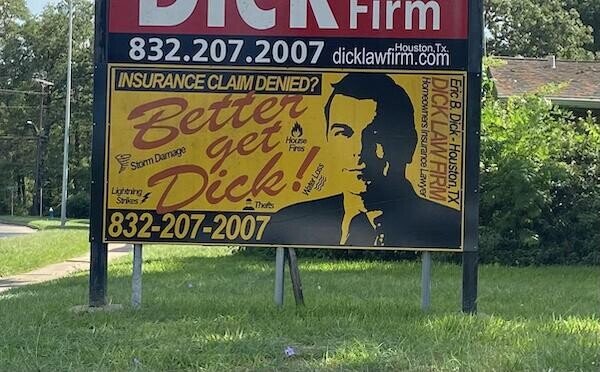 DICK Firm
832.207.2007 dicklawfirm.com
Houston, Tx.
INSURANCE CLAIM DENIED?
Better
get
Dick!
House
Fires
Storm Damage
Water Loss
Lightning
Strikes
Thefts
832-207-2007
Eric B. Dick - Houston, TX
DICK LAW FIRM
Homeowners Insurance Lawyer